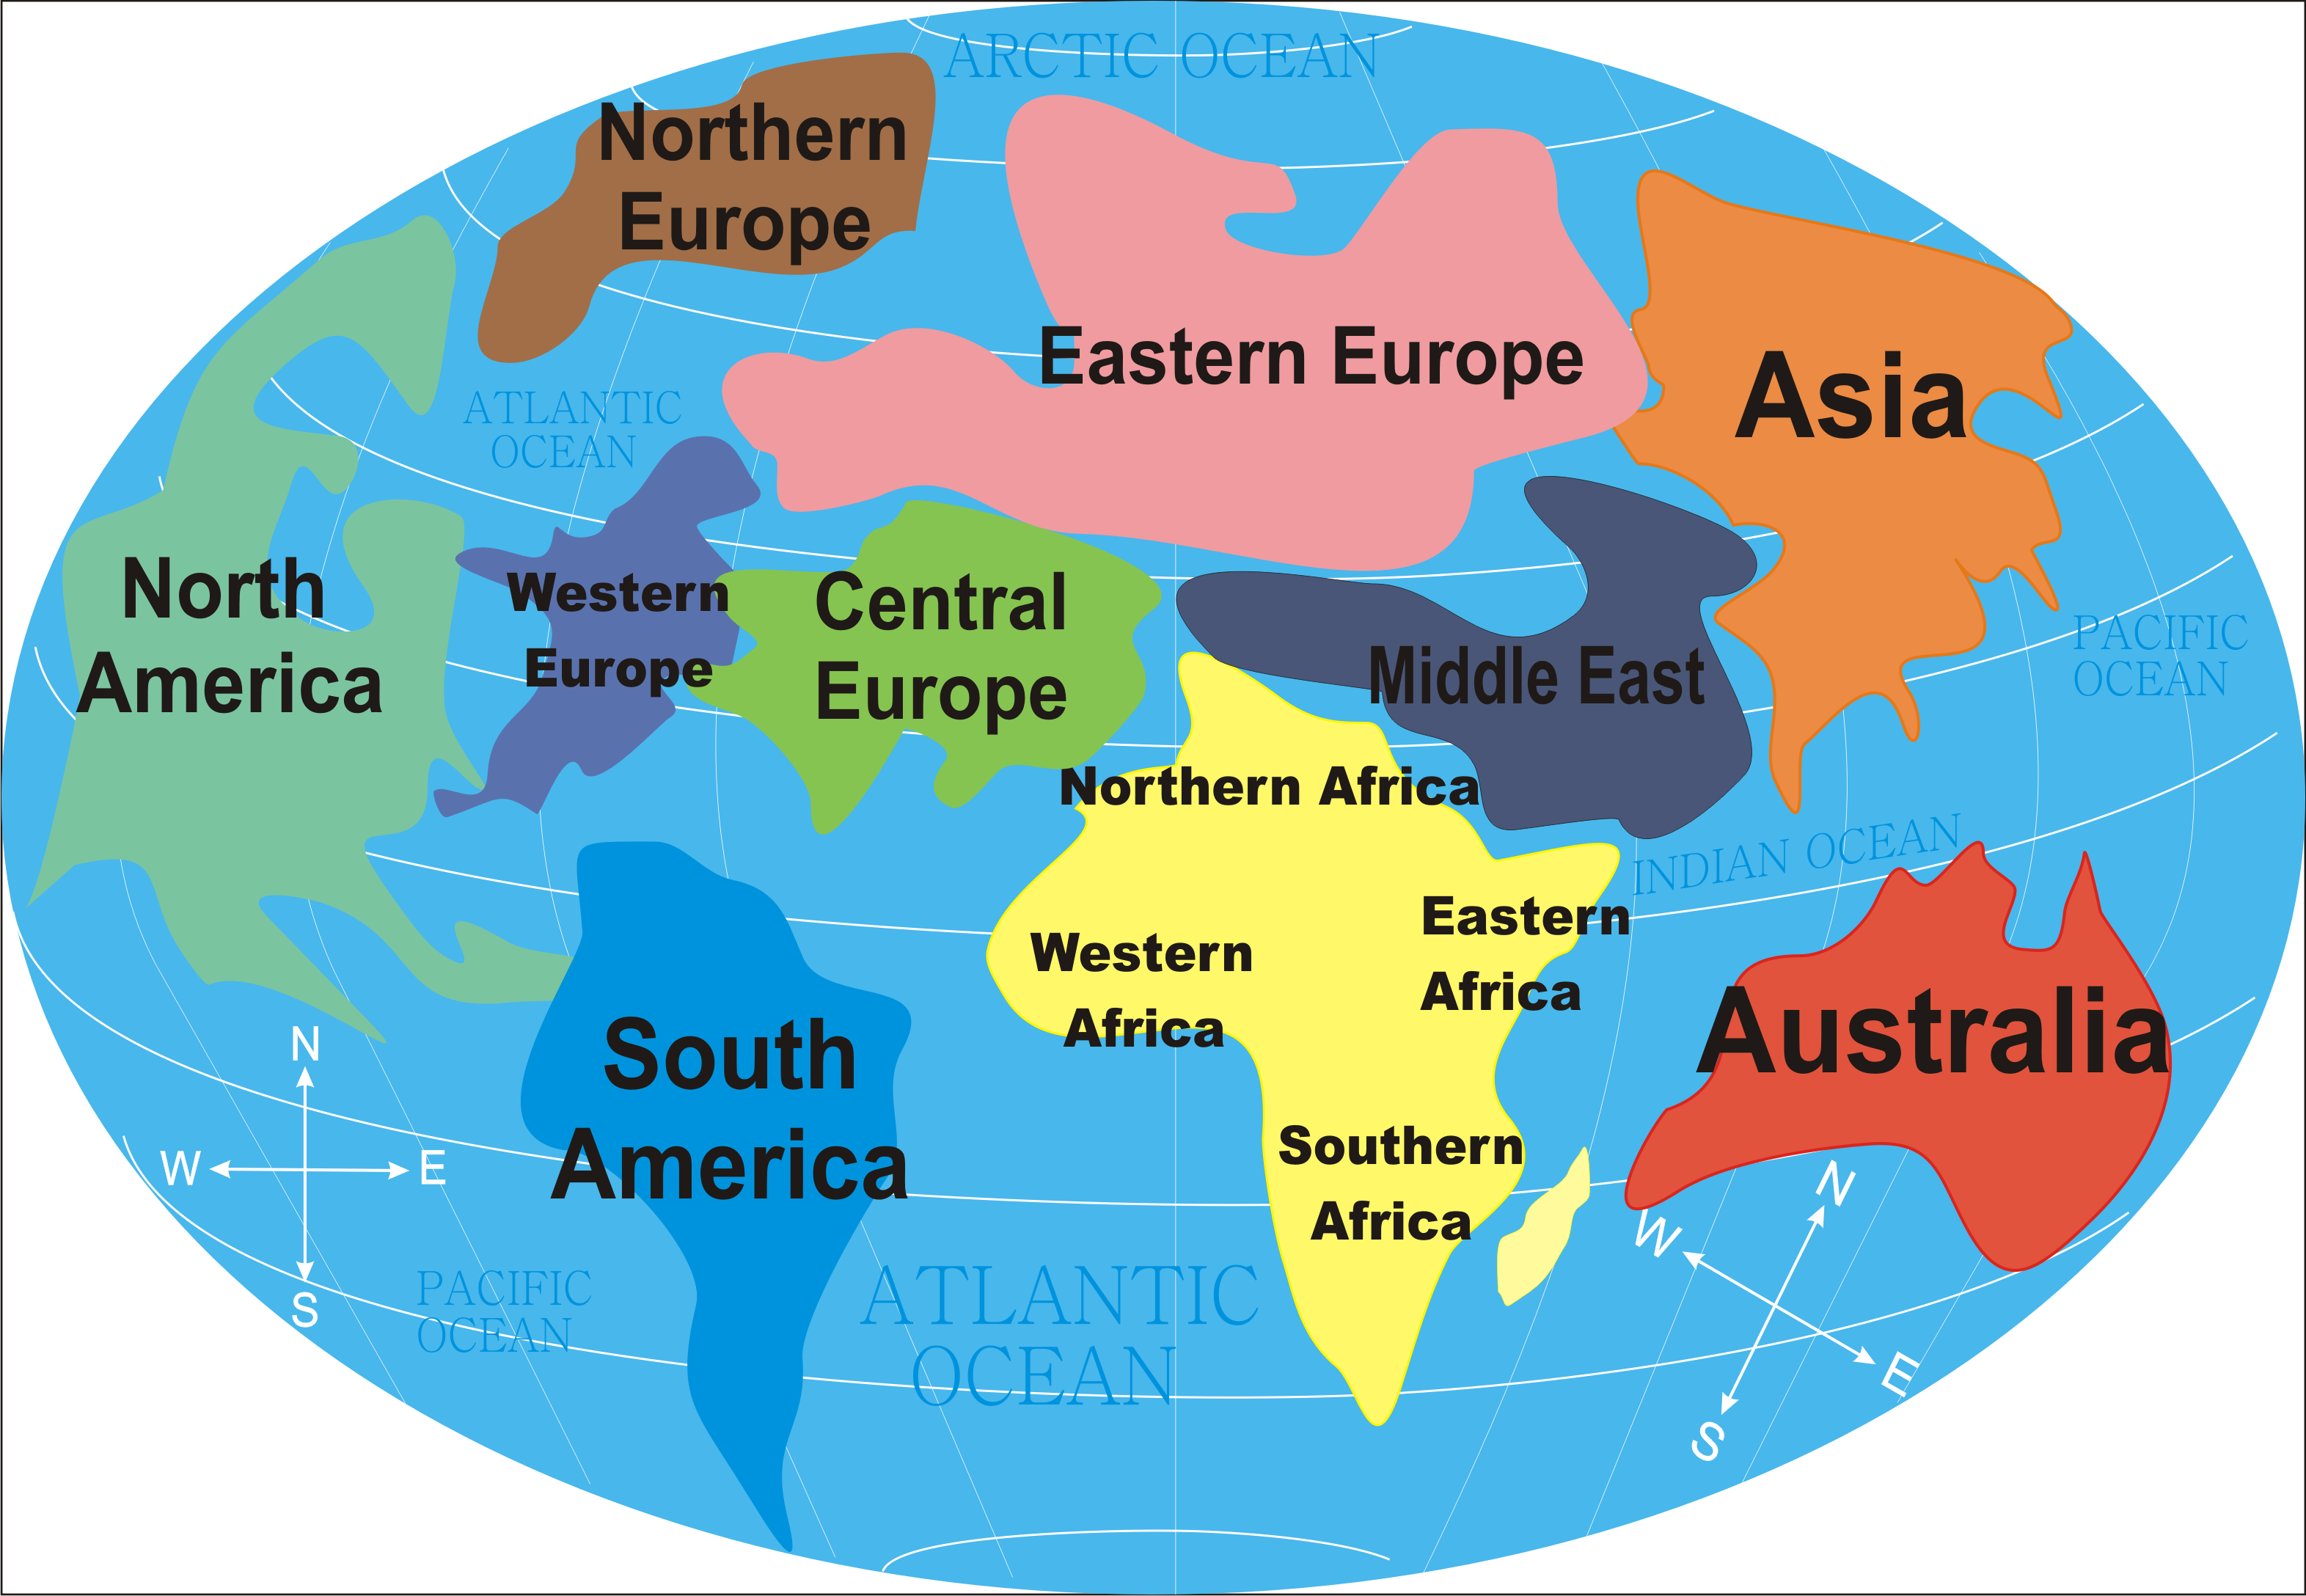 ARCTIC OCEAN
Northern
Europe
Eastern Europe
Asia
ATLANTIC
OCEAN
North
America
Western
Europe
Central
Europe
Middle East
PACIFIC
OCEAN
Northern Africa
INDIAN OCEAN
Western
Africa
Eastern
Africa
Australia
South
America
Southern
Africa
N
W
E
S
PACIFIC
OCEAN
ATLANTIC
OCEAN
N
W
E
S